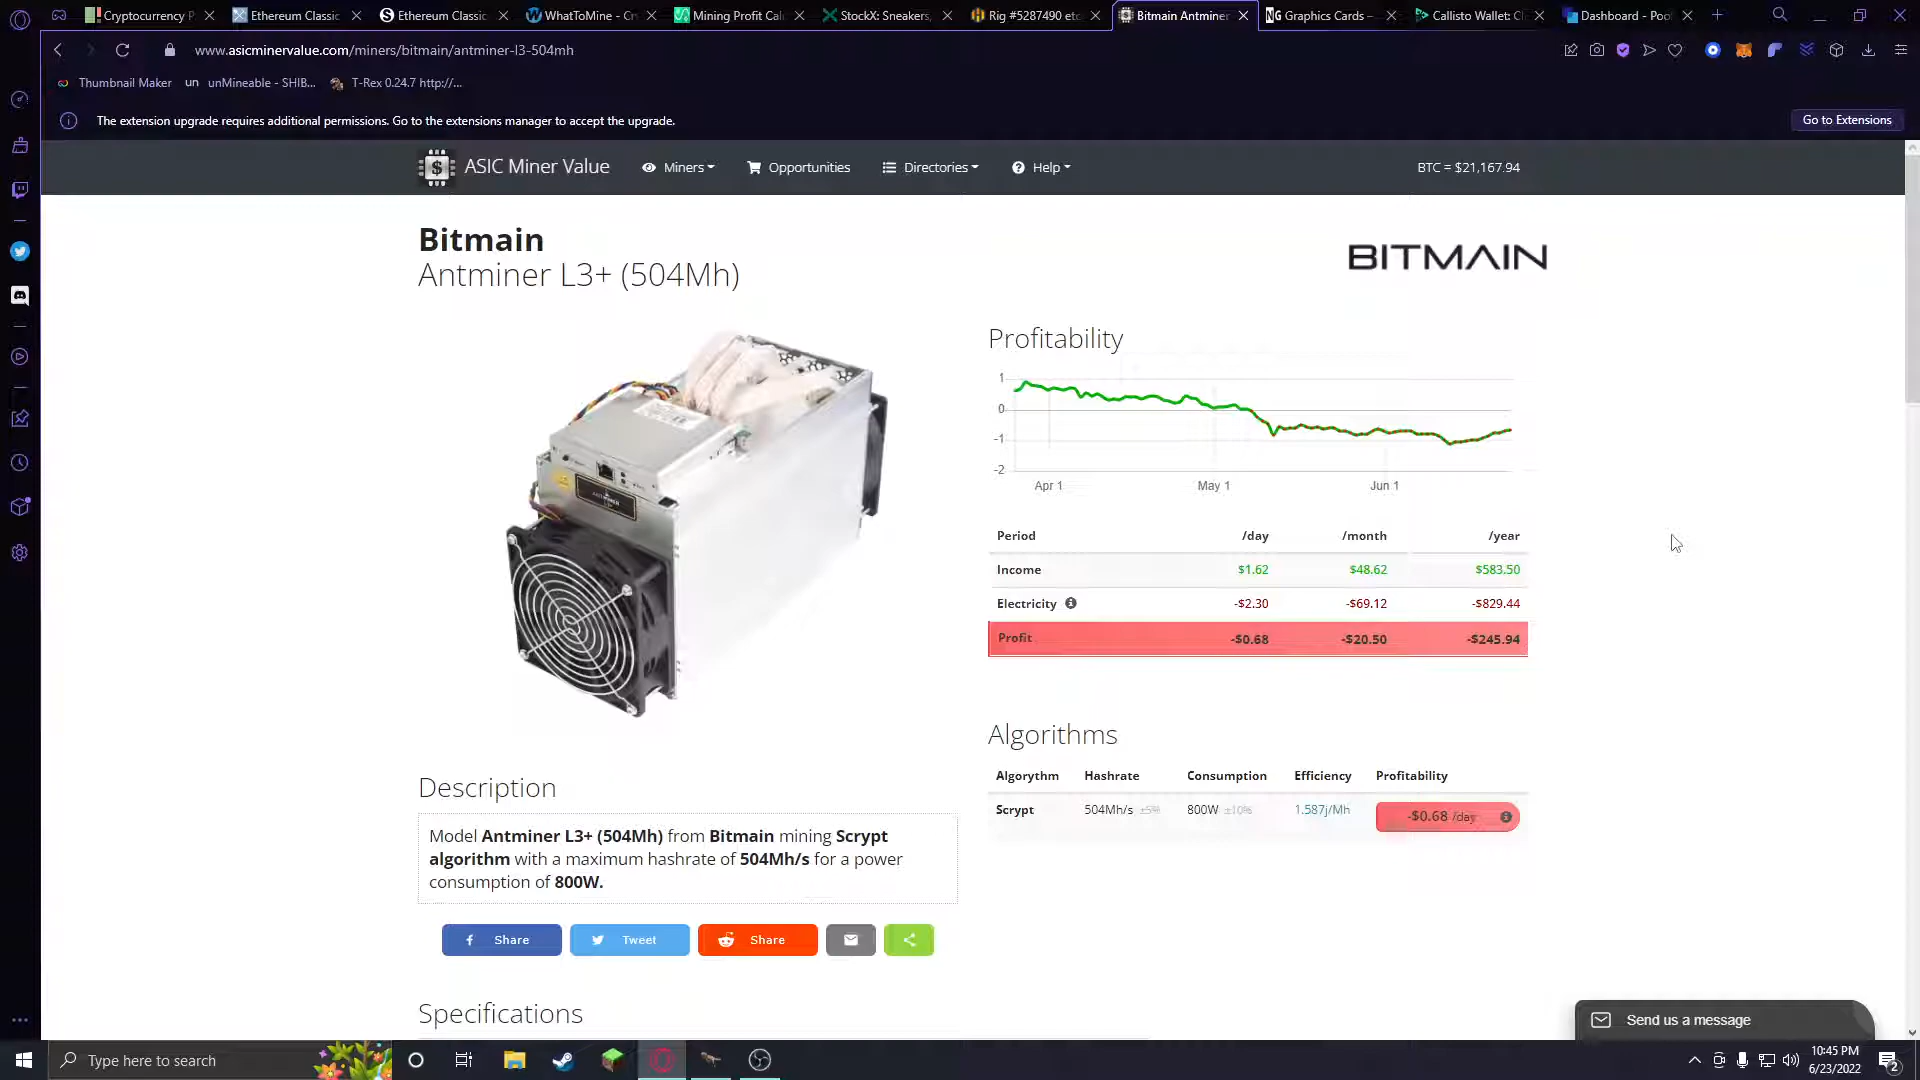 Cryptocurrency P
Ethereum Classic
Ethereum Classic
WhatToMine - Cr
Mining Profit Cal
StockX: Sneakers,
Rig #5287490 etc
Bitmain Antminer
NG Graphics Cards –
Callisto Wallet: Cl
Dashboard - Pool
www.asicminervalue.com/miners/bitmain/antminer-l3-504mh
Thumbnail Maker
un unMineable - SHIB...
T-Rex 0.24.7 http://...
The extension upgrade requires additional permissions. Go to the extensions manager to accept the upgrade.
Go to Extensions
$ ASIC Miner Value
Miners
Opportunities
Directories
Help
BTC = $21,167.94
Bitmain
Antminer L3+ (504Mh)
BITMAIN
Profitability
1
0
-1
-2
Apr 1 May 1 Jun 1
Period /day /month /year
Income $1.62 $48.62 $583.50
Electricity -$2.30 -$69.12 -$829.44
Profit -$0.68 -$20.50 -$245.94
Algorithms
Algorythm Hashrate Consumption Efficiency Profitability
Scrypt 504Mh/s ±5% 800W ±10% 1.587j/Mh -$0.68 /day
Description
Model Antminer L3+ (504Mh) from Bitmain mining Scrypt
algorithm with a maximum hashrate of 504Mh/s for a power
consumption of 800W.
Share
Tweet
Share
Specifications
Send us a message
Type here to search
10:45 PM
6/23/2022
2